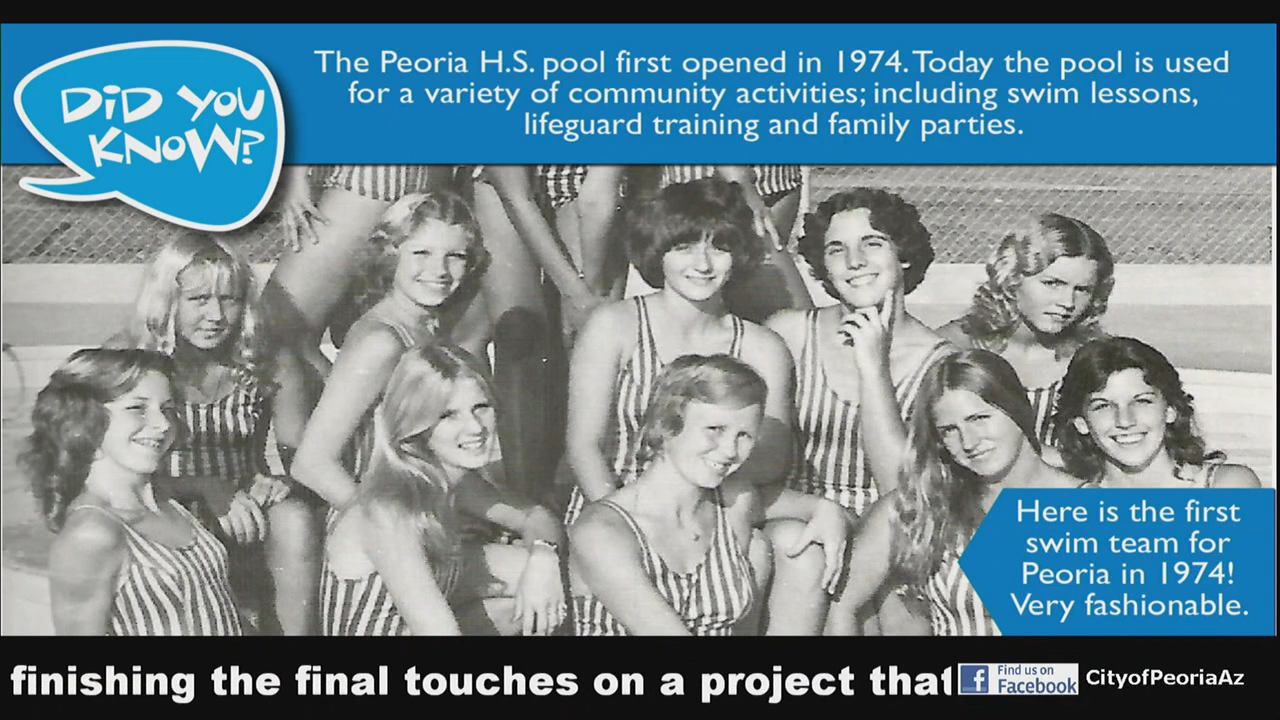 DiD YOU
KNOW?
The Peoria H.S. pool first opened in 1974. Today the pool is used
for a variety of community activities; including swim lessons,
lifeguard training and family parties.
Here is the first
swim team for
Peoria in 1974!
Very fashionable.
finishing the final touches on a project that
Find us on
Facebook
CityofPeoriaAz